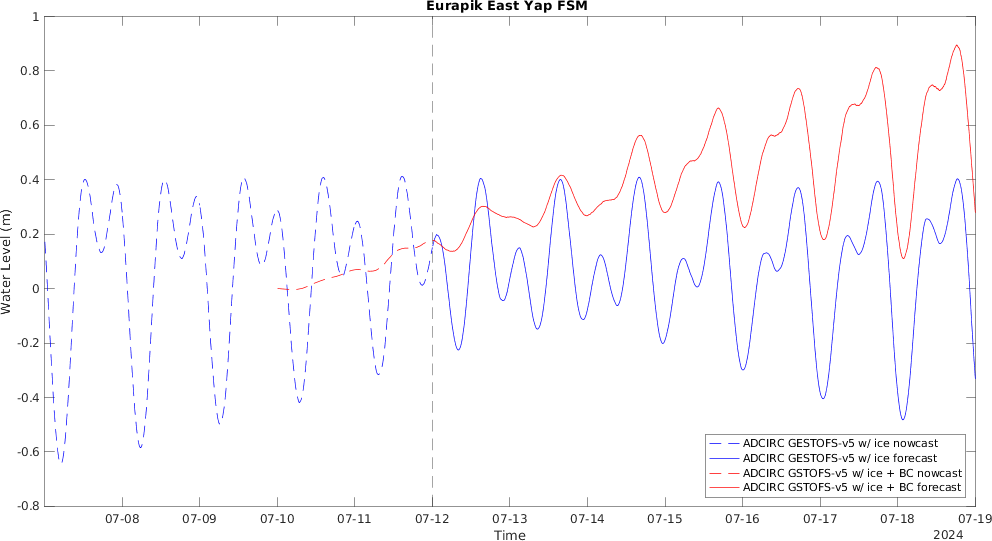 Eurapik East Yap FSM
1
0.8
0.6
0.4
0.2
0
-0.2
-0.4
-0.6
-0.8
Water Level (m)
ADCIRC GESTOFS-v5 w/ ice nowcast
ADCIRC GESTOFS-v5 w/ ice forecast
ADCIRC GSTOFS-v5 w/ ice + BC nowcast
ADCIRC GSTOFS-v5 w/ ice + BC forecast
07-08 07-09 07-10 07-11 07-12 07-13 07-14 07-15 07-16 07-17 07-18 07-19
Time
2024